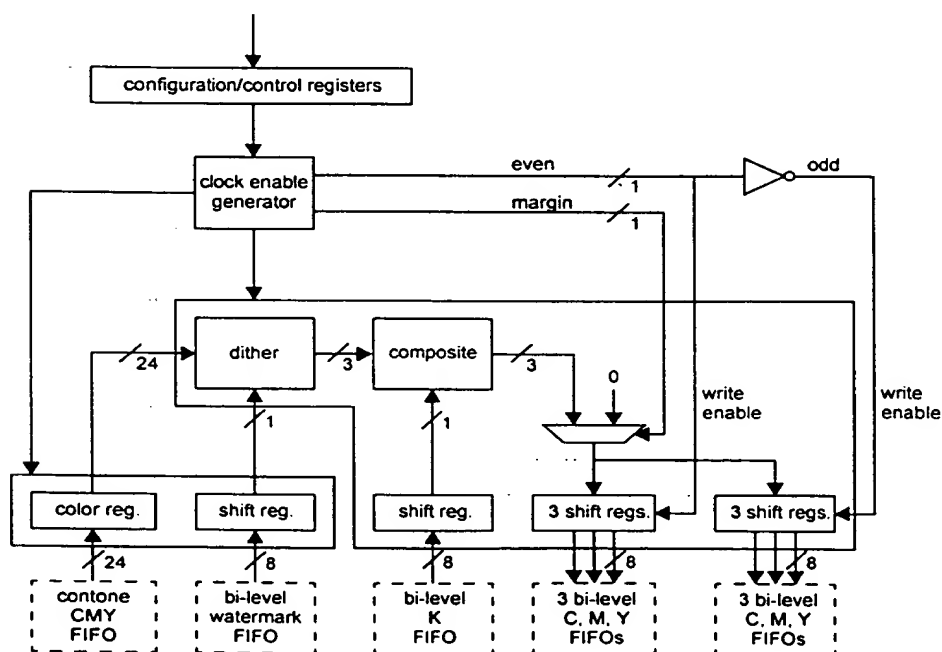 configuration/control registers
clock enable
generator
even
1
odd
margin
1
dither
composite
24
3
3
0
1
1
write
enable
write
enable
color reg.
shift reg.
shift reg.
3 shift regs.
3 shift regs.
24
8
8
8
8
contone
CMY
FIFO
bi-level
watermark
FIFO
bi-level
K
FIFO
3 bi-level
C, M, Y
FIFOs
3 bi-level
C, M, Y
FIFOs